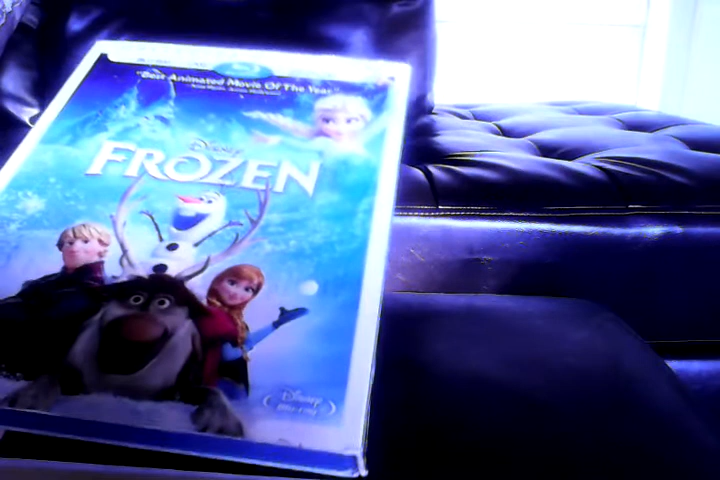 "Best Animated Movie Of The Year"
Disney
FROZEN
Disney
Blu-ray